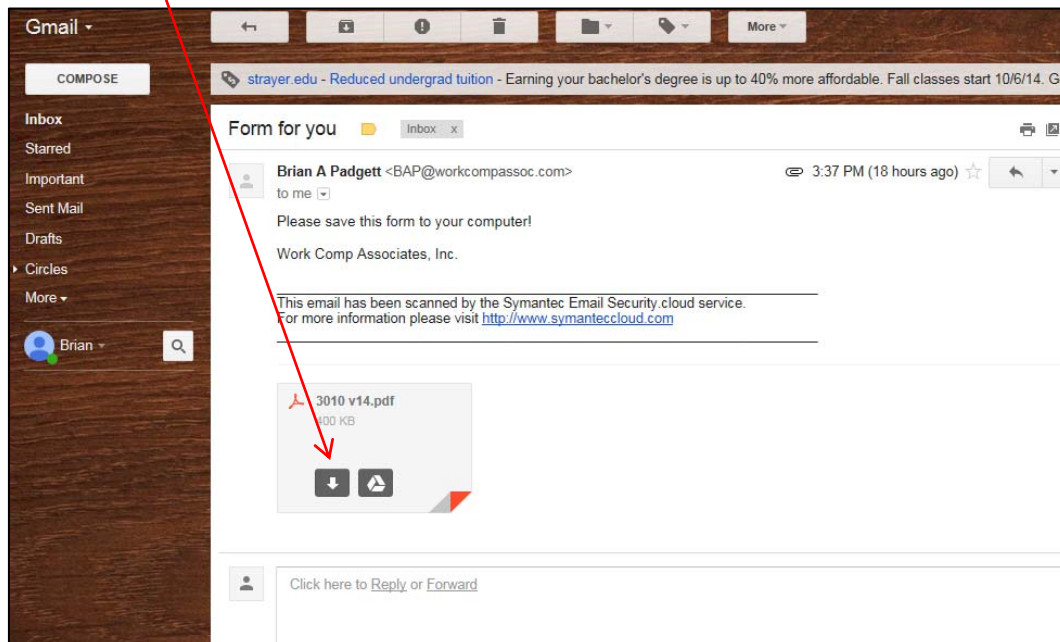 Gmail
More
COMPOSE
strayer.edu - Reduced undergrad tuition - Earning your bachelor's degree is up to 40% more affordable. Fall classes start 10/6/14. G
Inbox
Starred
Important
Sent Mail
Drafts
Circles
More
Brian
Form for you
Inbox x
Brian A Padgett <BAP@workcompassoc.com>
3:37 PM (18 hours ago)
to me
Please save this form to your computer!
Work Comp Associates, Inc.
This email has been scanned by the Symantec Email Security.cloud service.
For more information please visit http://www.symanteccloud.com
3010 v14.pdf
400 KB
Click here to Reply or Forward